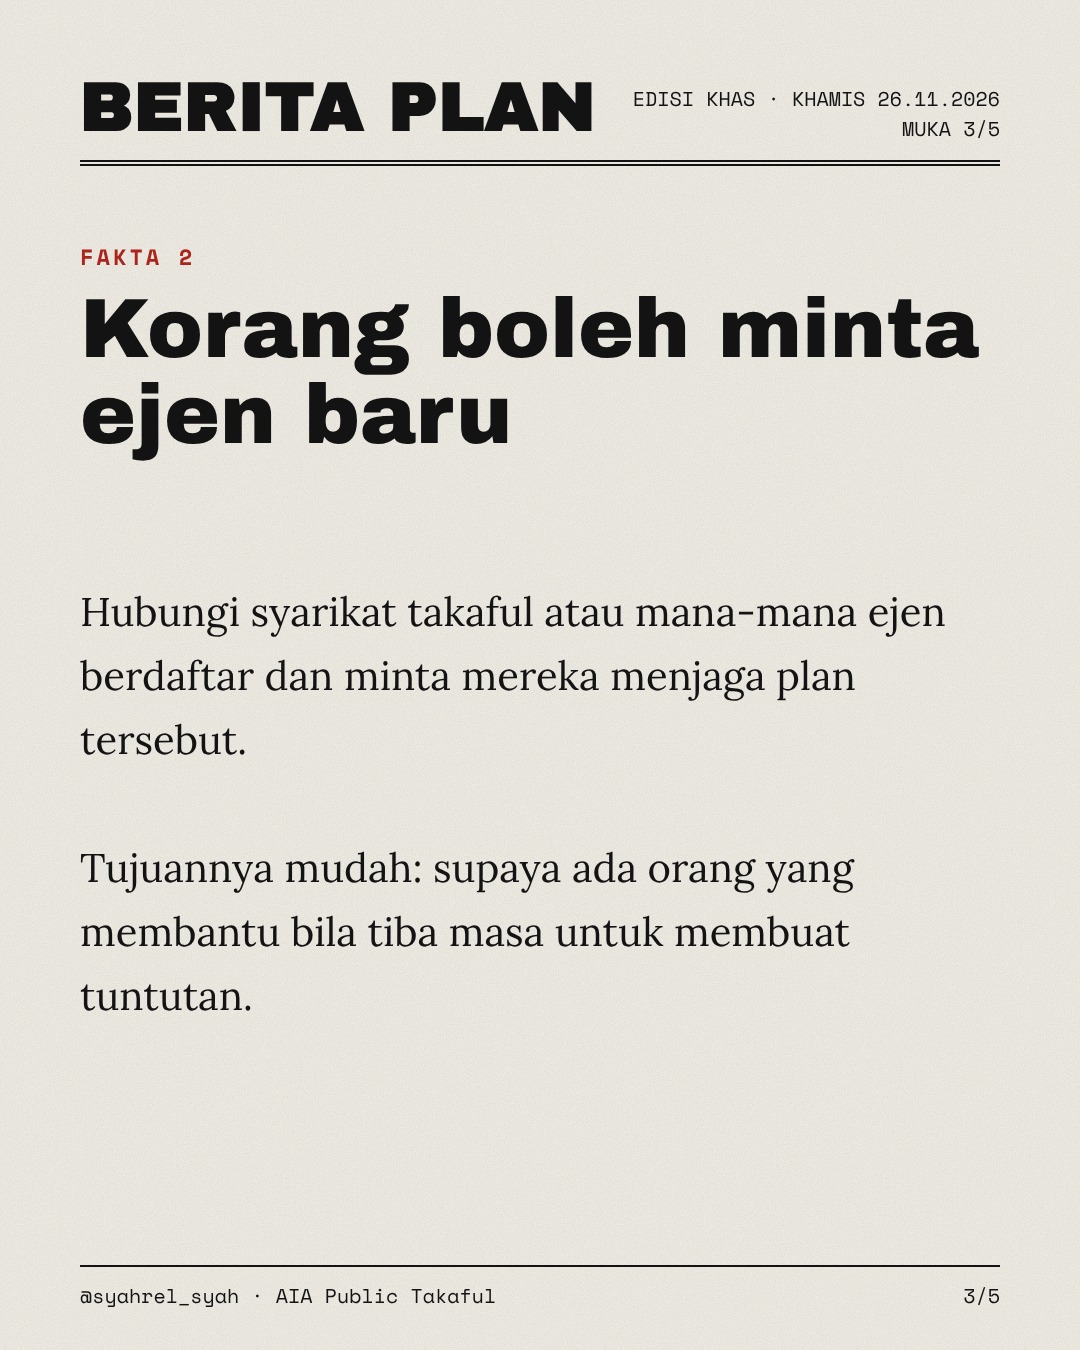 BERITA PLAN
EDISI KHAS · KHAMIS 26.11.2026
MUKA 3/5
FAKTA 2
Korang boleh minta
ejen baru
Hubungi syarikat takaful atau mana-mana ejen
berdaftar dan minta mereka menjaga plan
tersebut.
Tujuannya mudah: supaya ada orang yang
membantu bila tiba masa untuk membuat
tuntutan.
@syahrel_syah · AIA Public Takaful
3/5